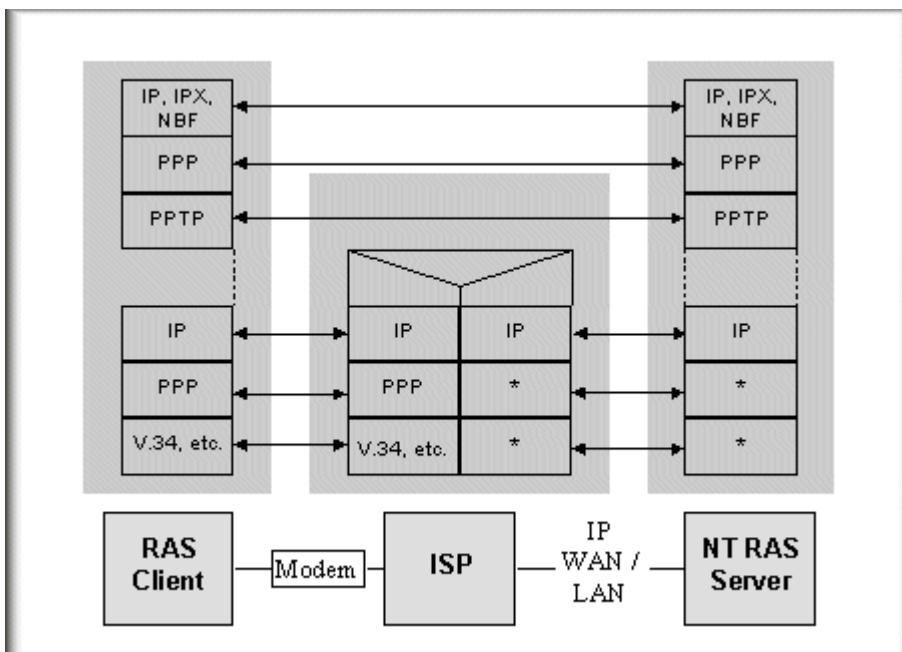 IP, IPX,
NBF
IP, IPX,
NBF
PPP
PPP
PPTP
PPTP
IP
IP
IP
IP
PPP
PPP
*
*
V.34, etc.
V.34, etc.
*
*
RAS
Client
Modem
ISP
IP
WAN /
LAN
NT RAS
Server